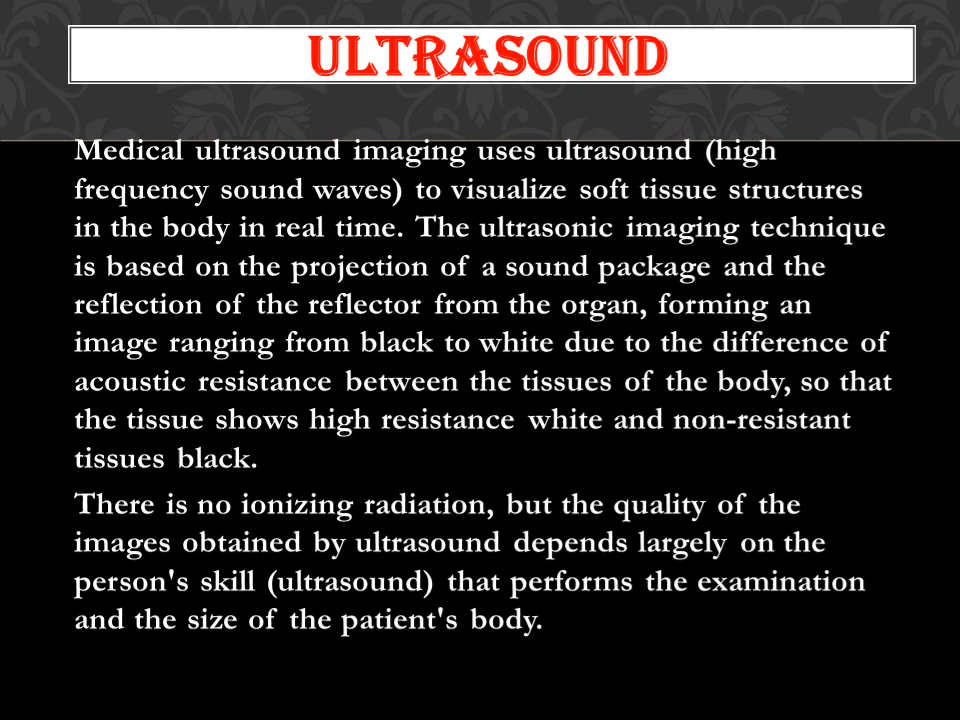 ULTRASOUND
Medical ultrasound imaging uses ultrasound (high
frequency sound waves) to visualize soft tissue structures
in the body in real time. The ultrasonic imaging technique
is based on the projection of a sound package and the
reflection of the reflector from the organ, forming an
image ranging from black to white due to the difference of
acoustic resistance between the tissues of the body, so that
the tissue shows high resistance white and non-resistant
tissues black.
There is no ionizing radiation, but the quality of the
images obtained by ultrasound depends largely on the
person's skill (ultrasound) that performs the examination
and the size of the patient's body.